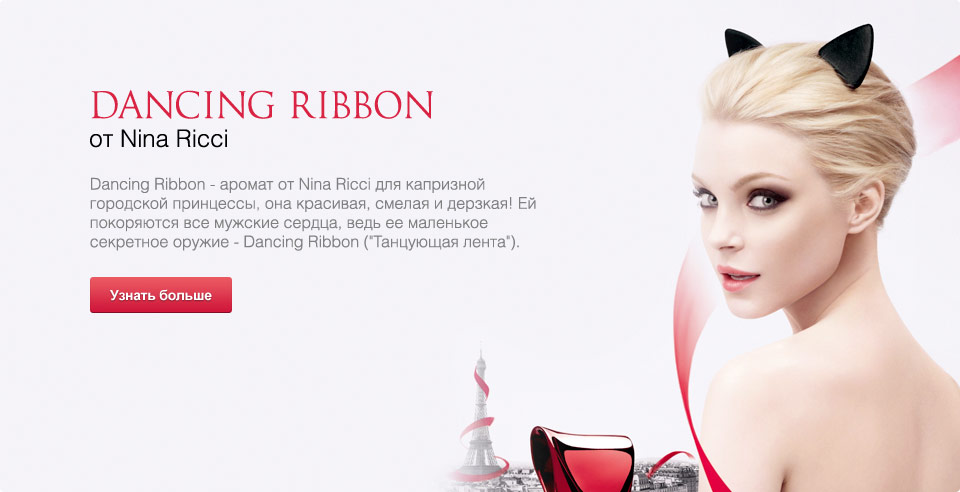 DANCING RIBBON
от Nina Ricci
Dancing Ribbon - аромат от Nina Ricci для капризной
городской принцессы, она красивая, смелая и дерзкая! Ей
покоряются все мужские сердца, ведь ее маленькое
секретное оружие - Dancing Ribbon ("Танцующая лента").
Узнать больше